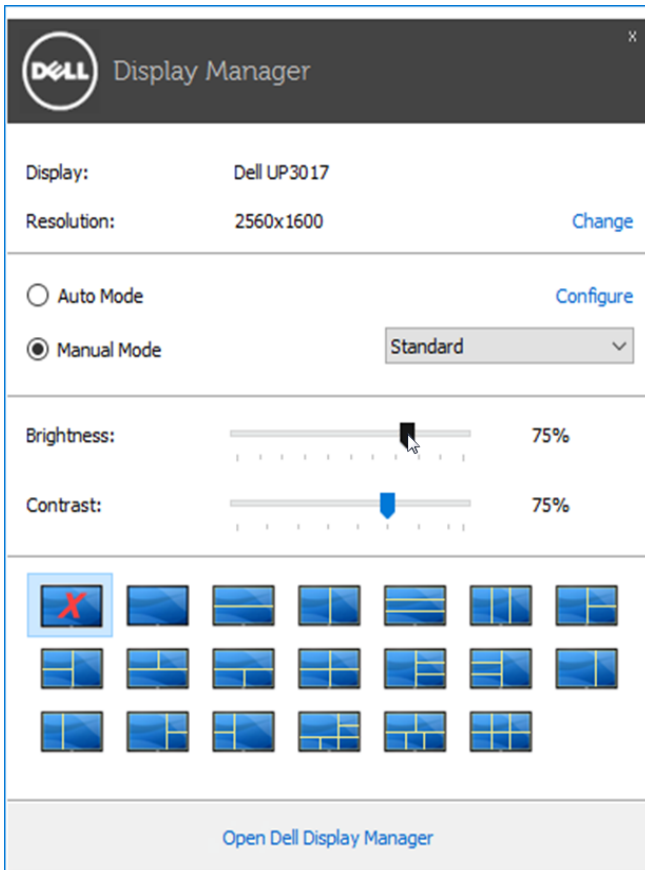 x
DELL Display Manager
Display: Dell UP3017
Resolution: 2560x1600 Change
Auto Mode Configure
Manual Mode Standard
Brightness: 75%
Contrast: 75%
Open Dell Display Manager